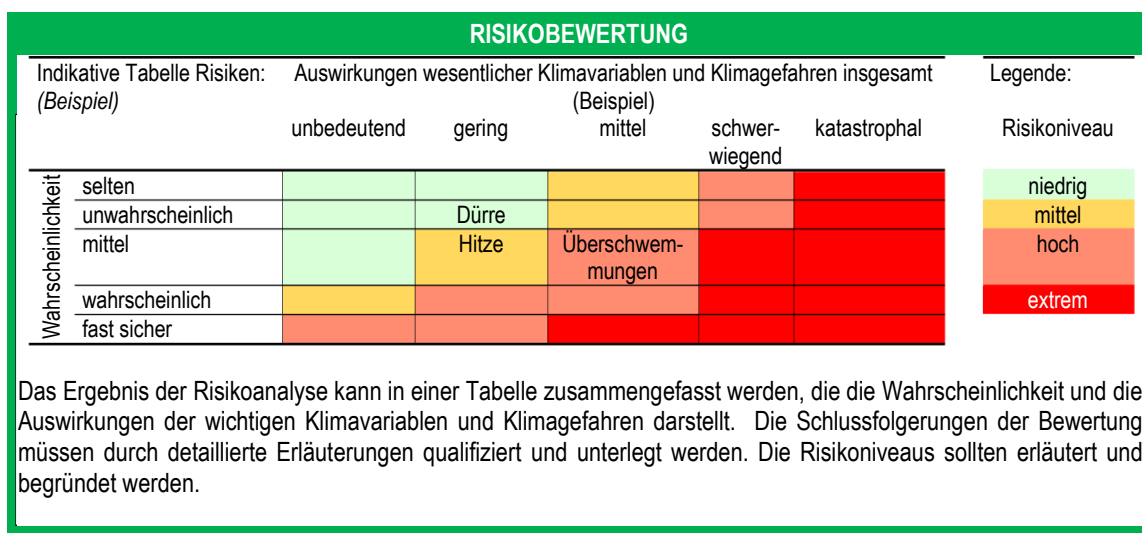 RISIKOBEWERTUNG
Indikative Tabelle Risiken: Auswirkungen wesentlicher Klimavariablen und Klimagefahren insgesamt Legende:
(Beispiel) (Beispiel)
unbedeutend gering mittel schwer- katastrophal Risikoniveau
wiegend
Wahrscheinlichkeit
selten niedrig
unwahrscheinlich Dürre mittel
mittel Hitze Überschwem- hoch
mungen
wahrscheinlich extrem
fast sicher
Das Ergebnis der Risikoanalyse kann in einer Tabelle zusammengefasst werden, die die Wahrscheinlichkeit und die
Auswirkungen der wichtigen Klimavariablen und Klimagefahren darstellt. Die Schlussfolgerungen der Bewertung
müssen durch detaillierte Erläuterungen qualifiziert und unterlegt werden. Die Risikoniveaus sollten erläutert und
begründet werden.